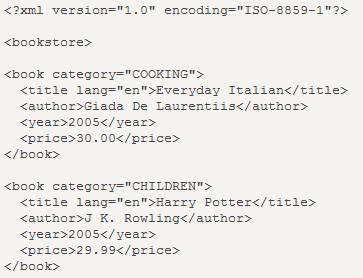 <?xml version="1.0" encoding="ISO-8859-1"?>
<bookstore>
<book category="COOKING">
<title lang="en">Everyday Italian</title>
<author>Giada De Laurentiis</author>
<year>2005</year>
<price>30.00</price>
</book>
<book category="CHILDREN">
<title lang="en">Harry Potter</title>
<author>J K. Rowling</author>
<year>2005</year>
<price>29.99</price>
</book>